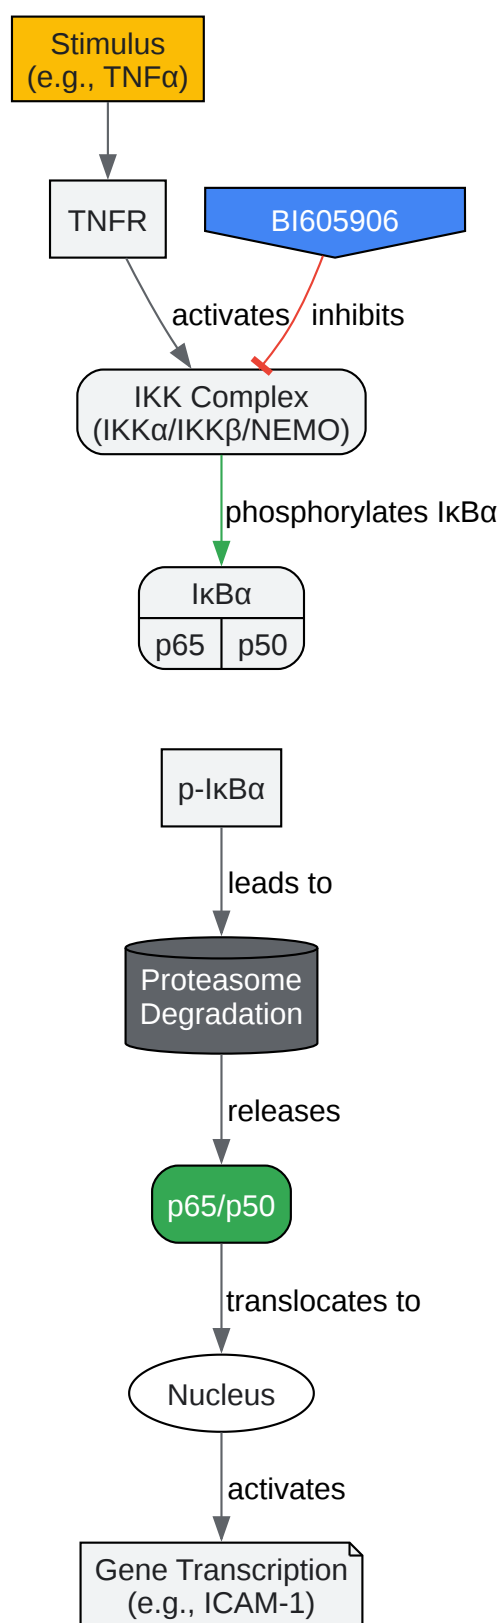 Stimulus
(e.g., TNFα)
TNFR
BI605906
activates
inhibits
IKK Complex
(IKKα/IKKβ/NEMO)
phosphorylates IκBα
IκBα
p65
p50
p-IκBα
leads to
Proteasome
Degradation
releases
p65/p50
translocates to
Nucleus
activates
Gene Transcription
(e.g., ICAM-1)